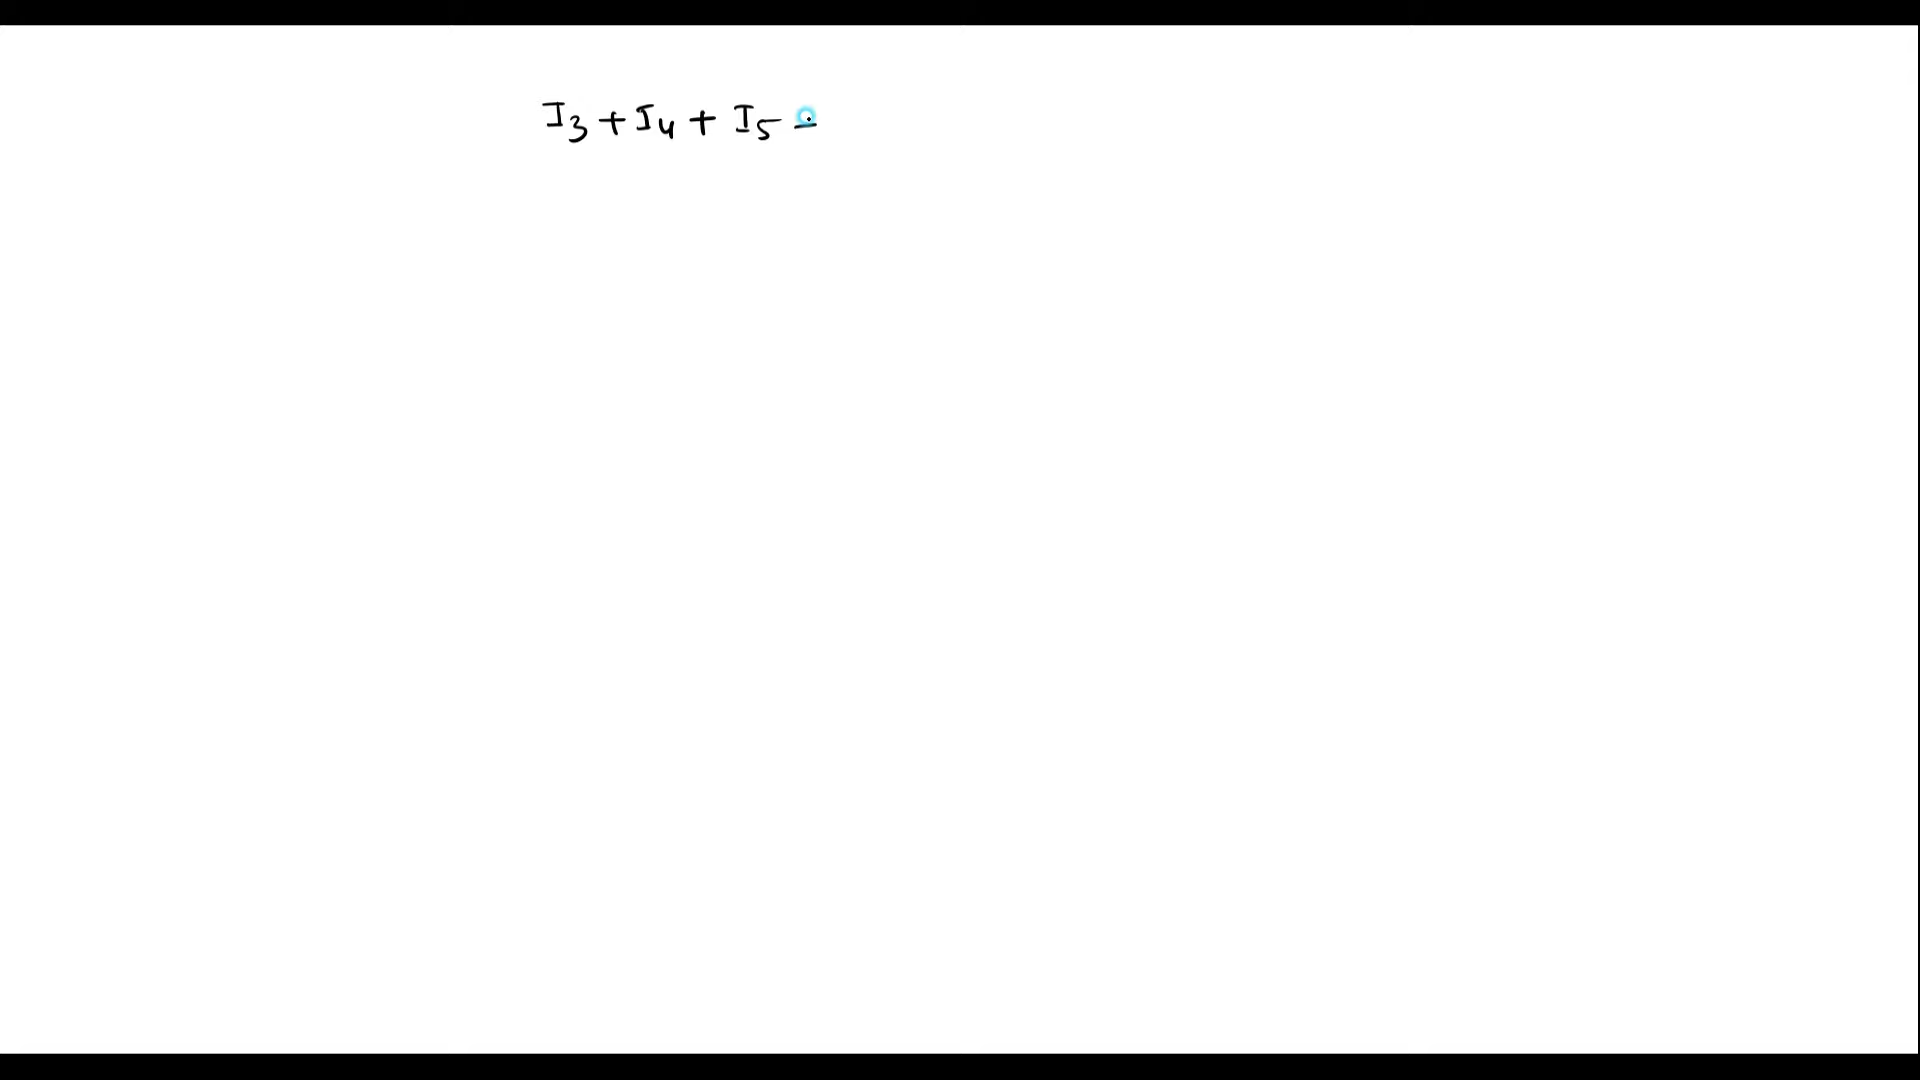 I₃ + I₄ + I₅ =